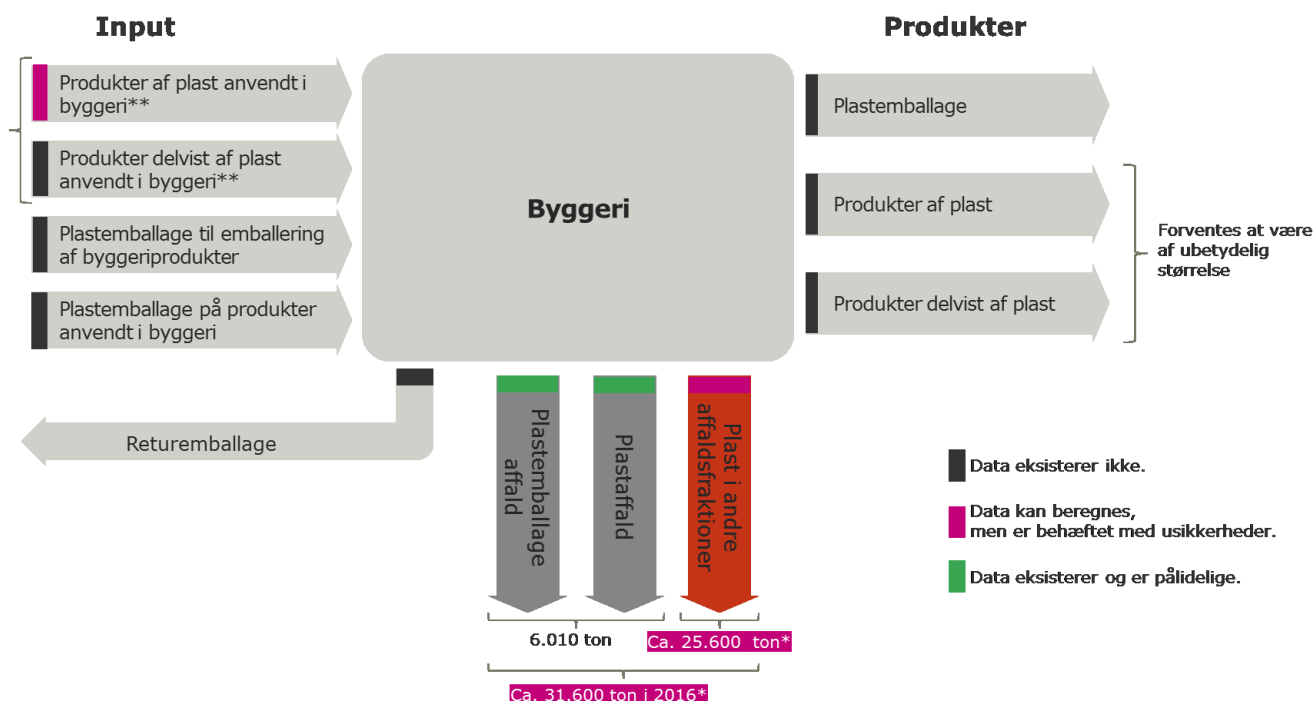 Input
Produkter
Produkter af plast anvendt i
byggeri**
Produkter delvist af plast
anvendt i byggeri**
Plastemballage til emballering
af byggeriprodukter
Plastemballage på produkter
anvendt i byggeri
Byggeri
Plastemballage
Produkter af plast
Produkter delvist af plast
Forventes at være
af ubetydelig
størrelse
Returemballage
Plastemballage
affald
Plastaffald
Plast i andre
affaldsfraktioner
6.010 ton
Ca. 25.600 ton*
Ca. 31.600 ton i 2016*
Data eksisterer ikke.
Data kan beregnes,
men er behæftet med usikkerheder.
Data eksisterer og er pålidelige.